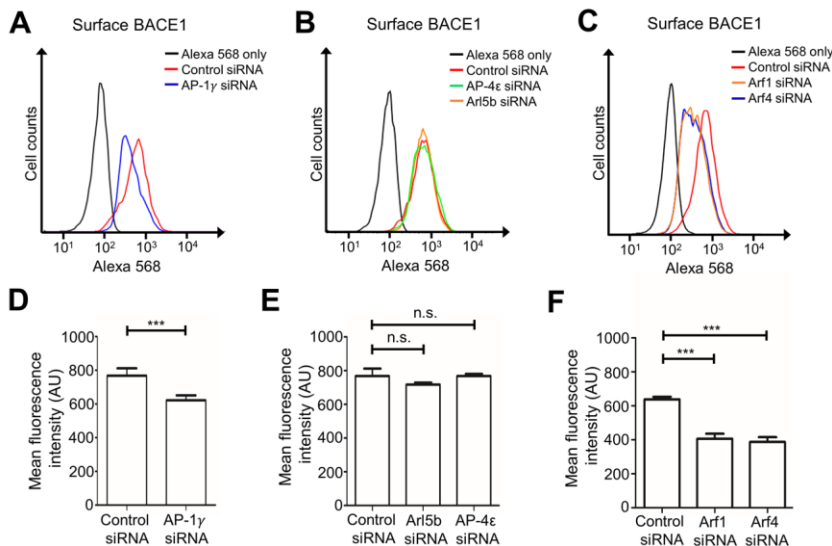 A
Surface BACE1
Alexa 568 only
Control siRNA
AP-1γ siRNA
Cell counts
10¹ 10² 10³ 10⁴
Alexa 568
B
Surface BACE1
Alexa 568 only
Control siRNA
AP-4ε siRNA
Arl5b siRNA
Cell counts
10¹ 10² 10³ 10⁴
Alexa 568
C
Surface BACE1
Alexa 568 only
Control siRNA
Arf1 siRNA
Arf4 siRNA
Cell counts
10¹ 10² 10³ 10⁴
Alexa 568
D
Mean fluorescence
intensity (AU)
1000
800
600
400
200
0
***
Control AP-1γ
siRNA siRNA
E
Mean fluorescence
intensity (AU)
1000
800
600
400
200
0
n.s.
n.s.
Control Arl5b AP-4ε
siRNA siRNA siRNA
F
Mean fluorescence
intensity (AU)
1000
800
600
400
200
0
***
***
Control Arf1 Arf4
siRNA siRNA siRNA